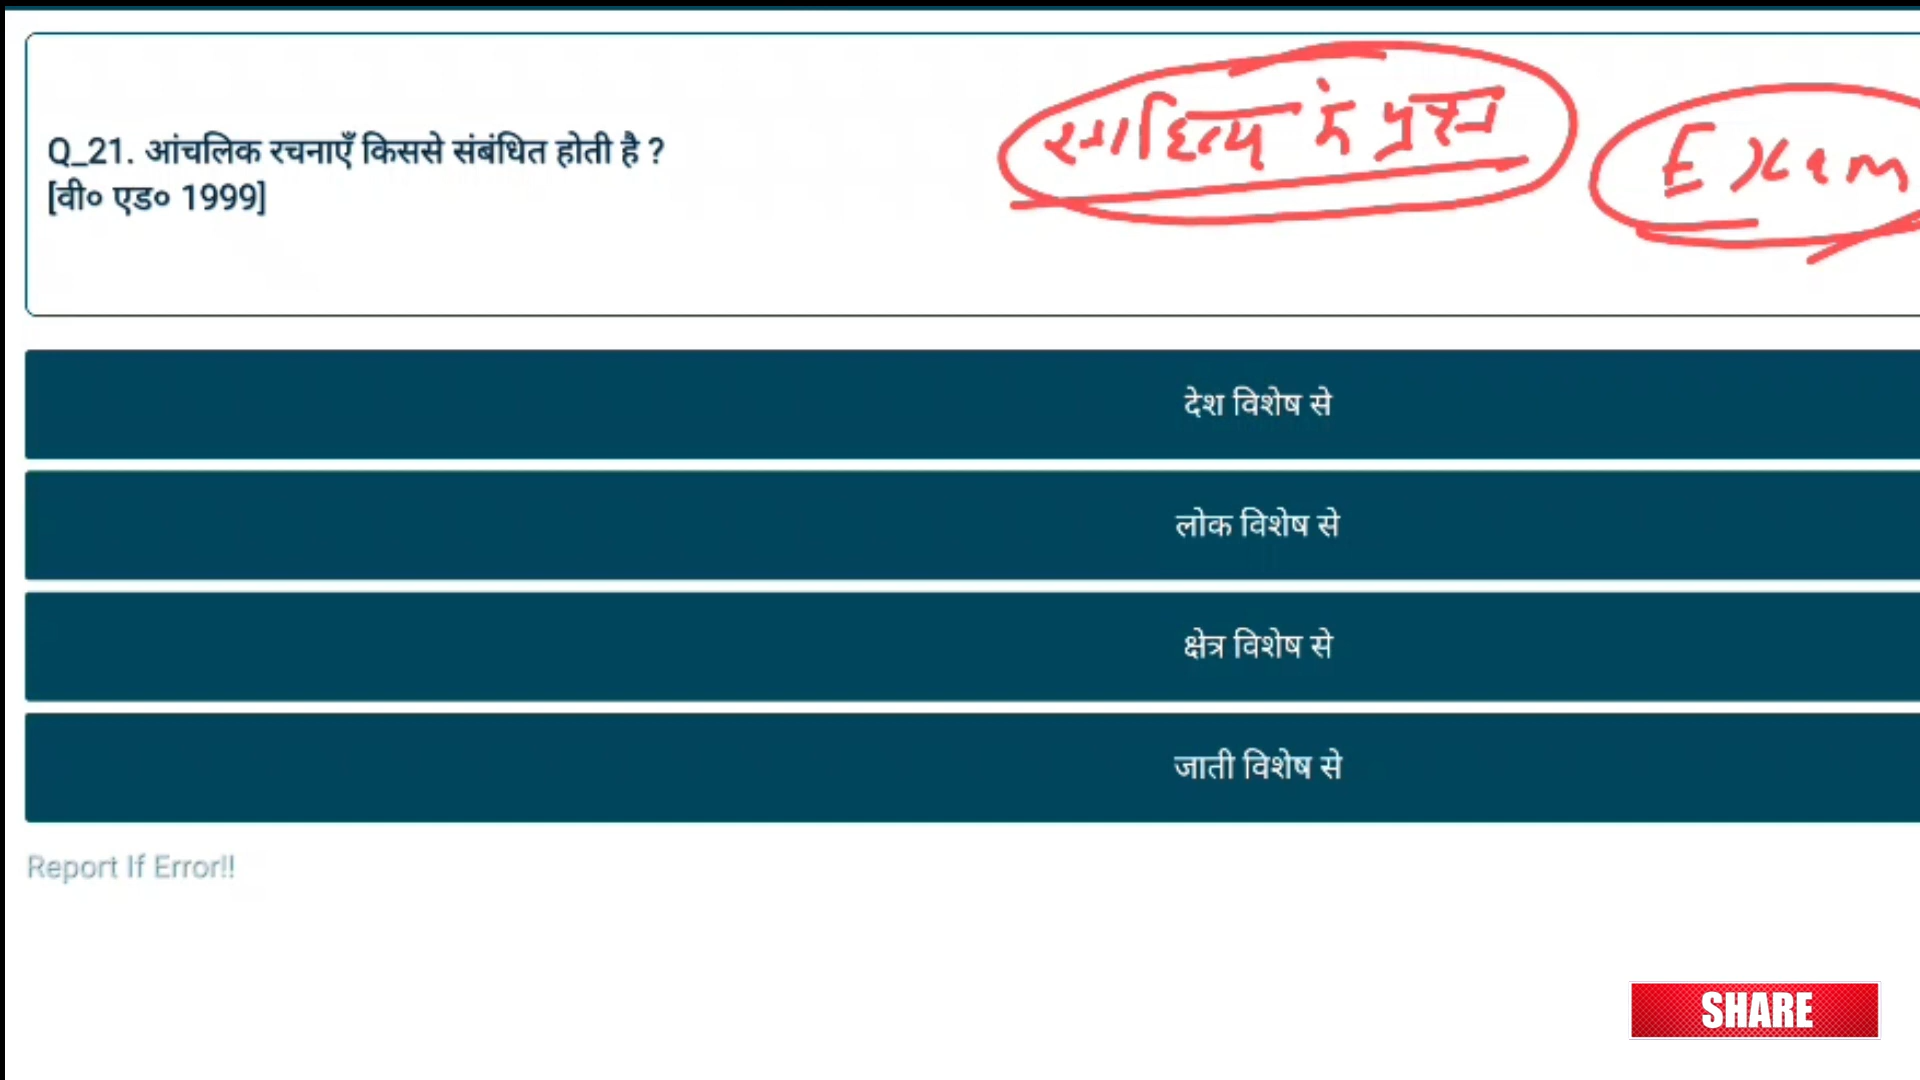 साहित्य के प्रश्न
Exam
Q_21. आंचलिक रचनाएँ किससे संबंधित होती है ?
[वी० एड० 1999]
देश विशेष से
लोक विशेष से
क्षेत्र विशेष से
जाती विशेष से
Report If Error!!
SHARE